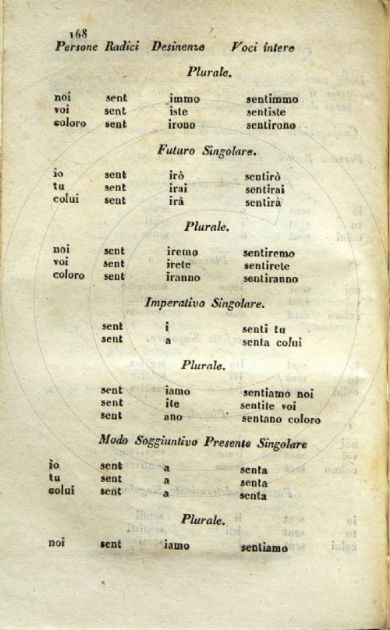 168
Persone Radici Desinenze Voci intere
Plurale.
noi sent immo sentimmo
voi sent iste sentiste
coloro sent irono sentirono
Futuro Singolare.
io sent irò sentirò
tu sent irai sentirai
colui sent irà sentirà
Plurale.
noi sent iremo sentiremo
voi sent irete sentirete
coloro sent iranno sentiranno
Imperativo Singolare.
sent i senti tu
sent a senta colui
Plurale.
sent iamo sentiamo noi
sent ite sentite voi
sent ano sentano coloro
Modo Soggiuntivo Presente Singolare
io sent a senta
tu sent a senta
colui sent a senta
Plurale.
noi sent iamo sentiamo